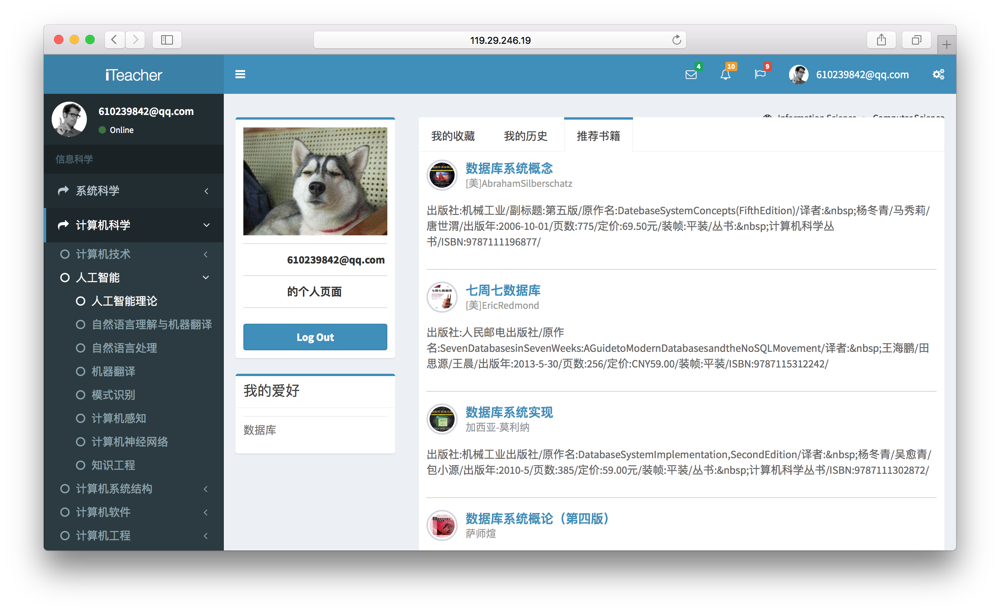 119.29.246.19
iTeacher
4
10
9
610239842@qq.com
610239842@qq.com
Online
信息科学
系统科学
计算机科学
计算机技术
人工智能
人工智能理论
自然语言理解与机器翻译
自然语言处理
机器翻译
模式识别
计算机感知
计算机神经网络
知识工程
计算机系统结构
计算机软件
计算机工程
610239842@qq.com
的个人页面
Log Out
我的爱好
数据库
Information Science > Computer Science
我的收藏
我的历史
推荐书籍
数据库系统概念
[美]AbrahamSilberschatz
出版社:机械工业/副标题:第五版/原作名:DatebaseSystemConcepts(FifthEdition)/译者:&nbsp;杨冬青/马秀莉/
唐世渭/出版年:2006-10-01/页数:775/定价:69.50元/装帧:平装/丛书:&nbsp;计算机科学丛
书/ISBN:9787111196877/
七周七数据库
[美]EricRedmond
出版社:人民邮电出版社/原作
名:SevenDatabasesinSevenWeeks:AGuidetoModernDatabasesandtheNoSQLMovement/译者:&nbsp;王海鹏/田
思源/王晨/出版年:2013-5-30/页数:256/定价:CNY59.00/装帧:平装/ISBN:9787115312242/
数据库系统实现
加西亚-莫利纳
出版社:机械工业出版社/原作名:DatabaseSystemImplementation,SecondEdition/译者:&nbsp;杨冬青/吴愈青/
包小源/出版年:2010-5/页数:385/定价:59.00元/装帧:平装/丛书:&nbsp;计算机科学丛书/ISBN:9787111302872/
数据库系统概论（第四版）
萨师煊